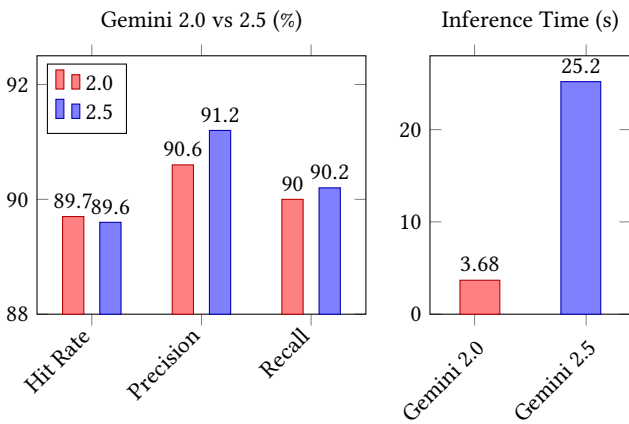 Gemini 2.0 vs 2.5 (%)
92
90
88
2.0
2.5
89.7
89.6
90.6
91.2
90
90.2
Hit Rate
Precision
Recall
Inference Time (s)
20
10
0
3.68
25.2
Gemini 2.0
Gemini 2.5